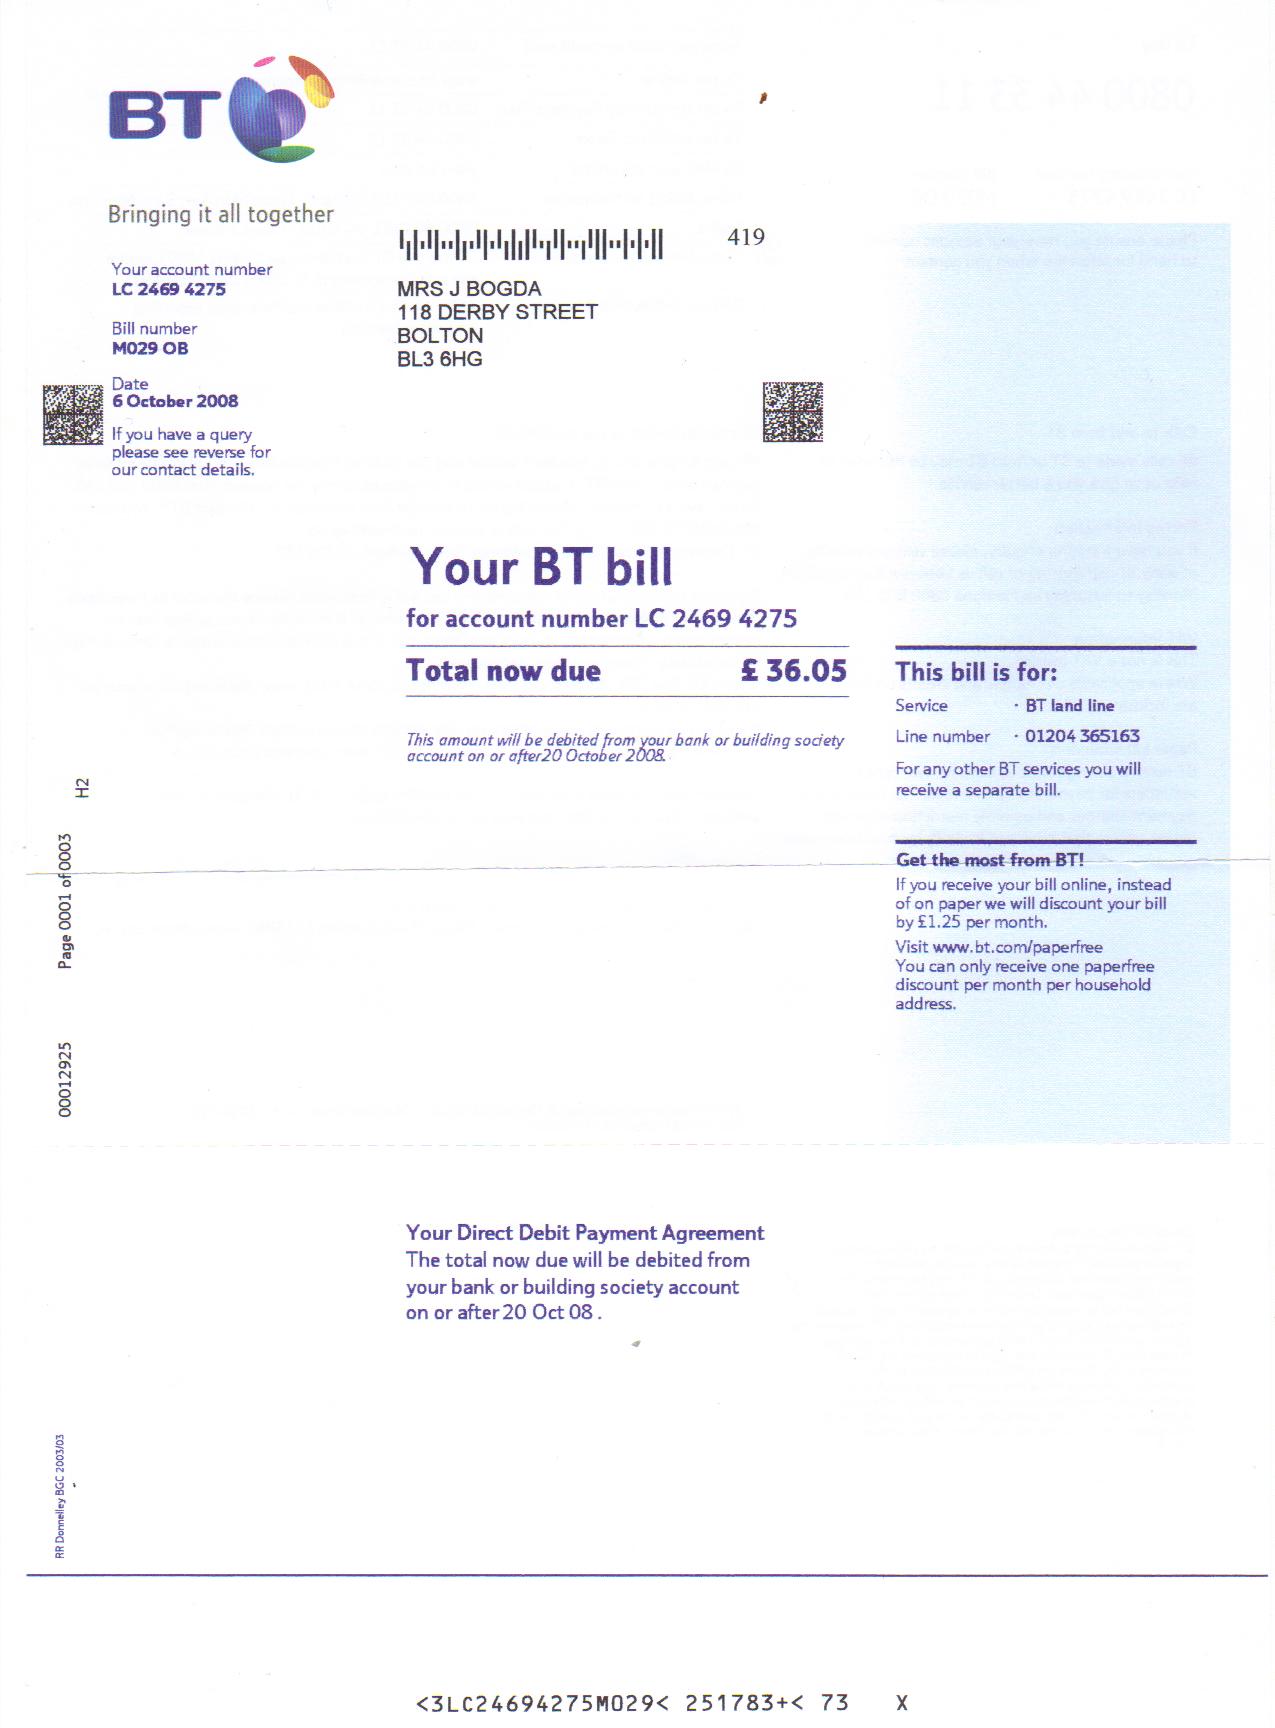 BT
Bringing it all together
Your account number
LC 2469 4275
Bill number
M029 OB
Date
6 October 2008
If you have a query
please see reverse for
our contact details.
419
MRS J BOGDA
118 DERBY STREET
BOLTON
BL3 6HG
Your BT bill
for account number LC 2469 4275
Total now due £ 36.05
This amount will be debited from your bank or building society
account on or after20 October 2008.
This bill is for:
Service · BT land line
Line number · 01204 365163
For any other BT services you will
receive a separate bill.
Get the most from BT!
If you receive your bill online, instead
of on paper we will discount your bill
by £1.25 per month.
Visit www.bt.com/paperfree
You can only receive one paperfree
discount per month per household
address.
H2
Page 0001 of 0003
00012925
Your Direct Debit Payment Agreement
The total now due will be debited from
your bank or building society account
on or after 20 Oct 08 .
RR Donnelley BGC 2003/03
<3LC24694275M029< 251783+< 73 X